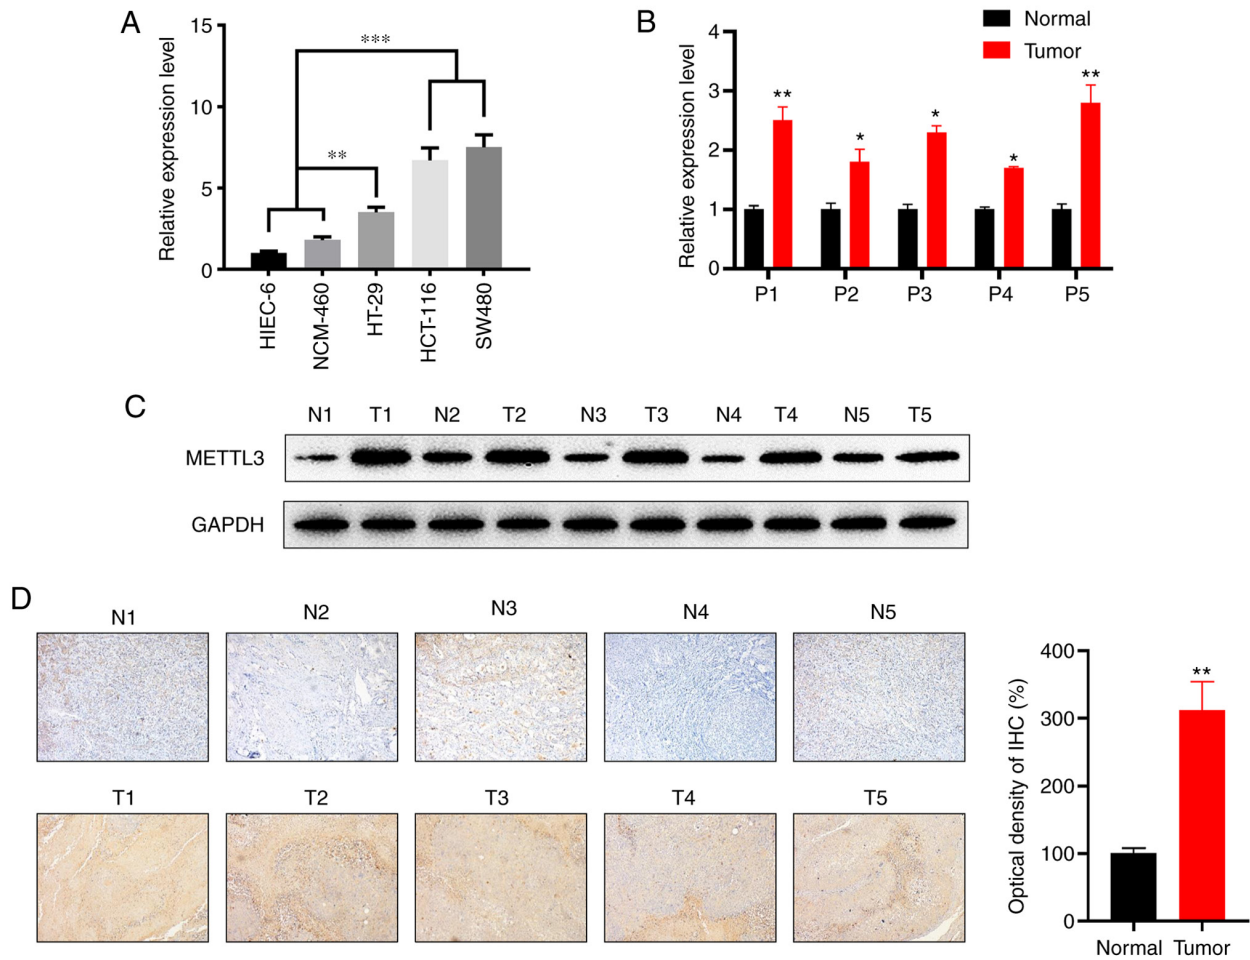 A
Relative expression level
15
10
5
0
***
**
HIEC-6
NCM-460
HT-29
HCT-116
SW480
B
Relative expression level
4
3
2
1
0
Normal
Tumor
**
*
*
*
**
P1 P2 P3 P4 P5
C
N1 T1 N2 T2 N3 T3 N4 T4 N5 T5
METTL3
GAPDH
D
N1 N2 N3 N4 N5
T1 T2 T3 T4 T5
Optical density of IHC (%)
400
300
200
100
0
**
Normal Tumor